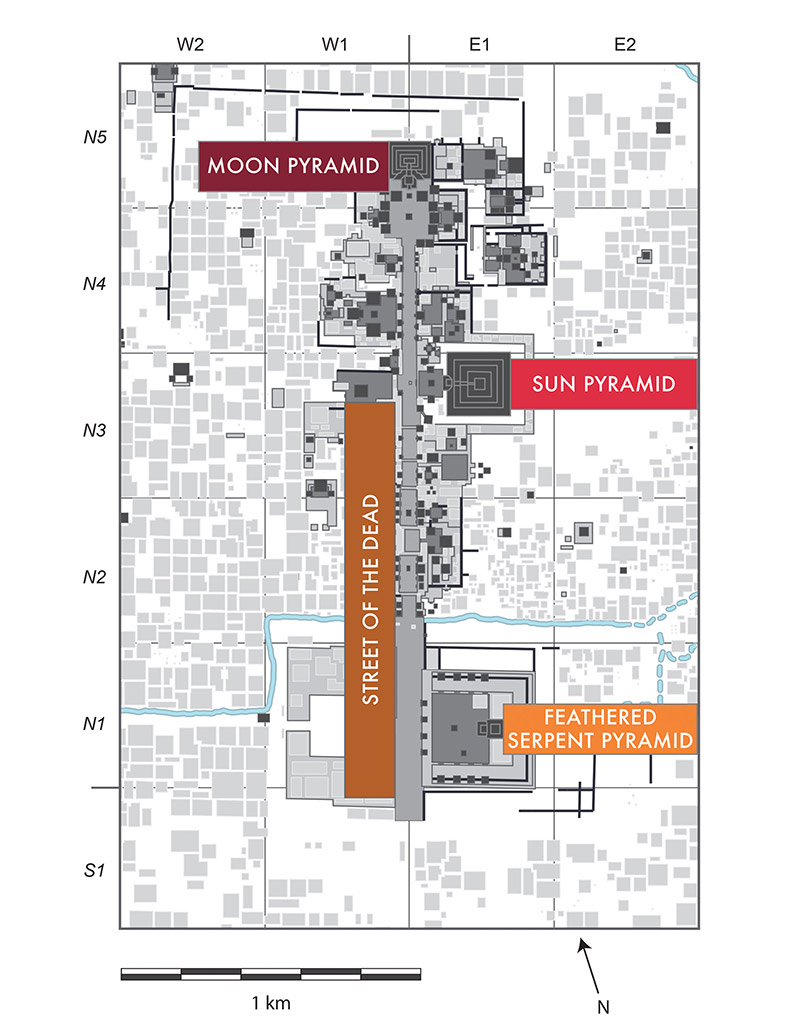 W2
W1
E1
E2
N5
MOON PYRAMID
N4
SUN PYRAMID
N3
STREET OF THE DEAD
N2
N1
FEATHERED
SERPENT PYRAMID
S1
1 km
N